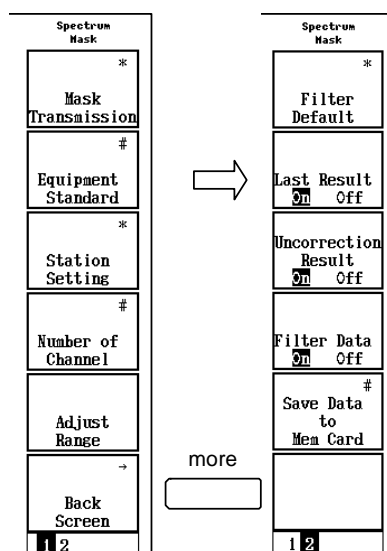 Spectrum
Mask
*
Mask
Transmission
#
Equipment
Standard
*
Station
Setting
#
Number of
Channel
Adjust
Range
→
Back
Screen
1 2
more
Spectrum
Mask
*
Filter
Default
Last Result
On Off
Uncorrection
Result
On Off
Filter Data
On Off
#
Save Data
to
Mem Card
1 2